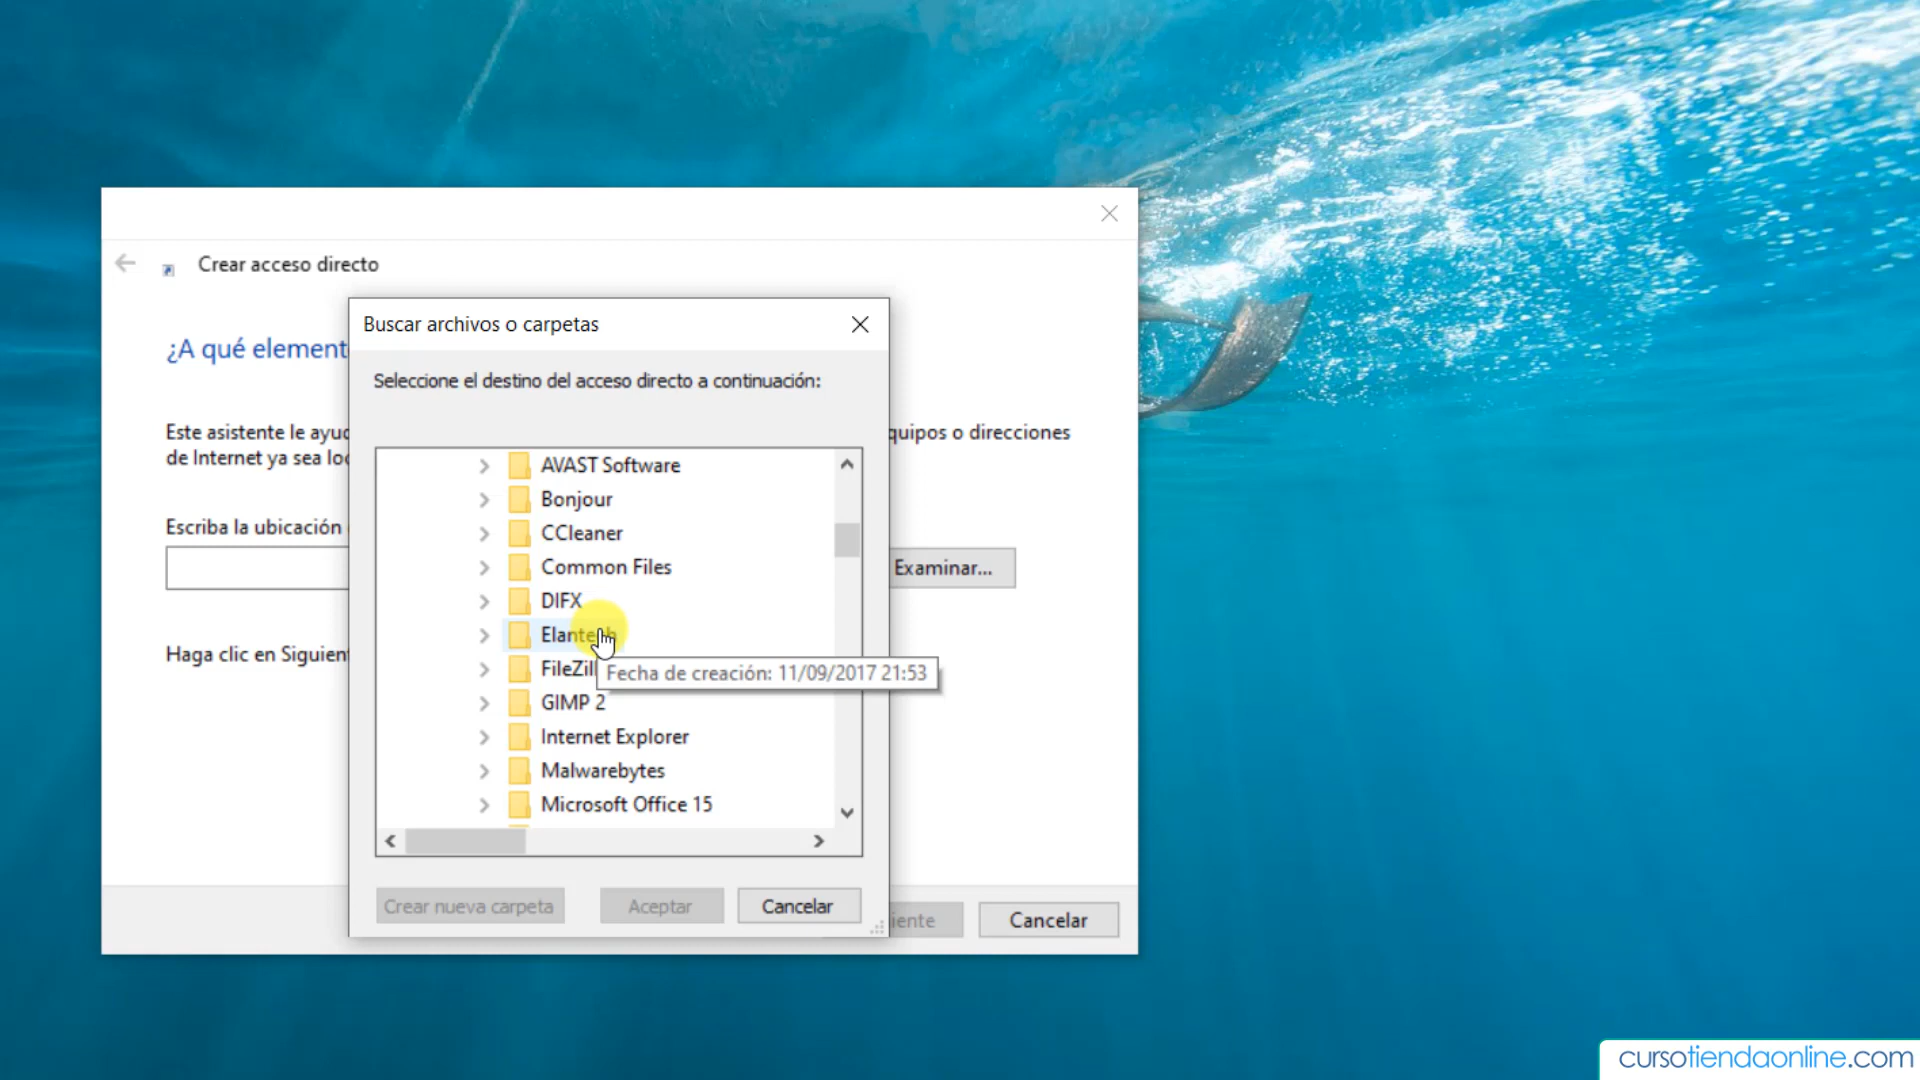 Crear acceso directo
Buscar archivos o carpetas
¿A qué element
Seleccione el destino del acceso directo a continuación:
Este asistente le ayu
quipos o direcciones
de Internet ya sea lo
AVAST Software
Bonjour
Escriba la ubicación
CCleaner
Common Files
Examinar...
DIFX
Elantech
Haga clic en Siguient
FileZill
Fecha de creación: 11/09/2017 21:53
GIMP 2
Internet Explorer
Malwarebytes
Microsoft Office 15
Crear nueva carpeta
Aceptar
Cancelar
iente
Cancelar
cursotiendaonline.com